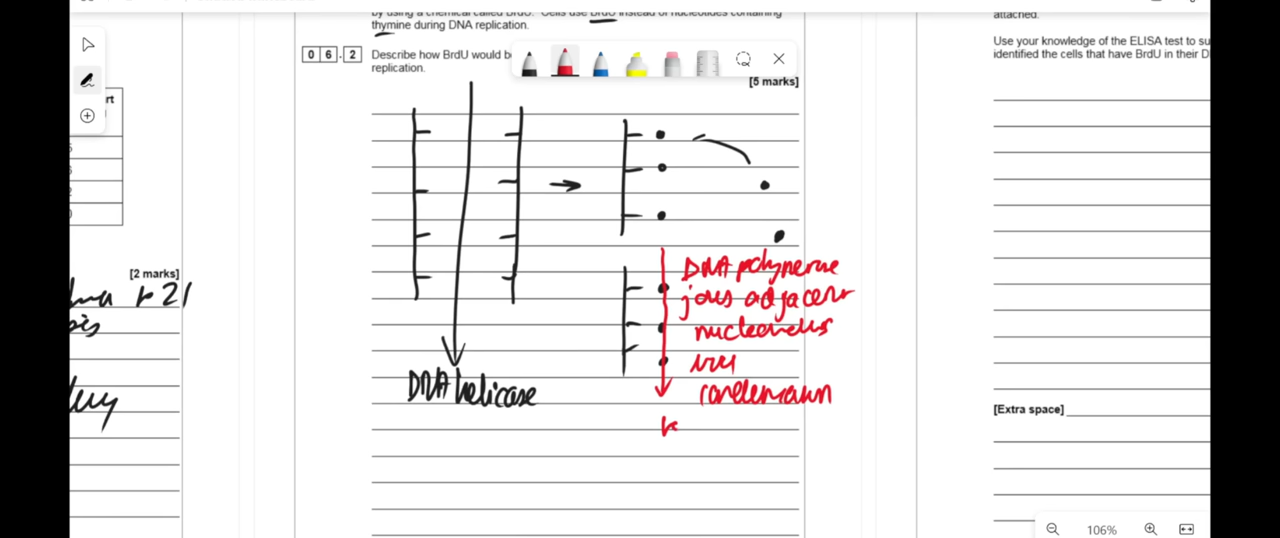 by using a chemical called BrdU. Cells use BrdU instead of nucleotides containing
thymine during DNA replication.
0 6 . 2 Describe how BrdU would b
replication.
[5 marks]
DNA helicase
DNA polymerase
joins adjacent
nucleotides
via
condensation
rt
[2 marks]
21
attached.
Use your knowledge of the ELISA test to su
identified the cells that have BrdU in their D
[Extra space]
106%